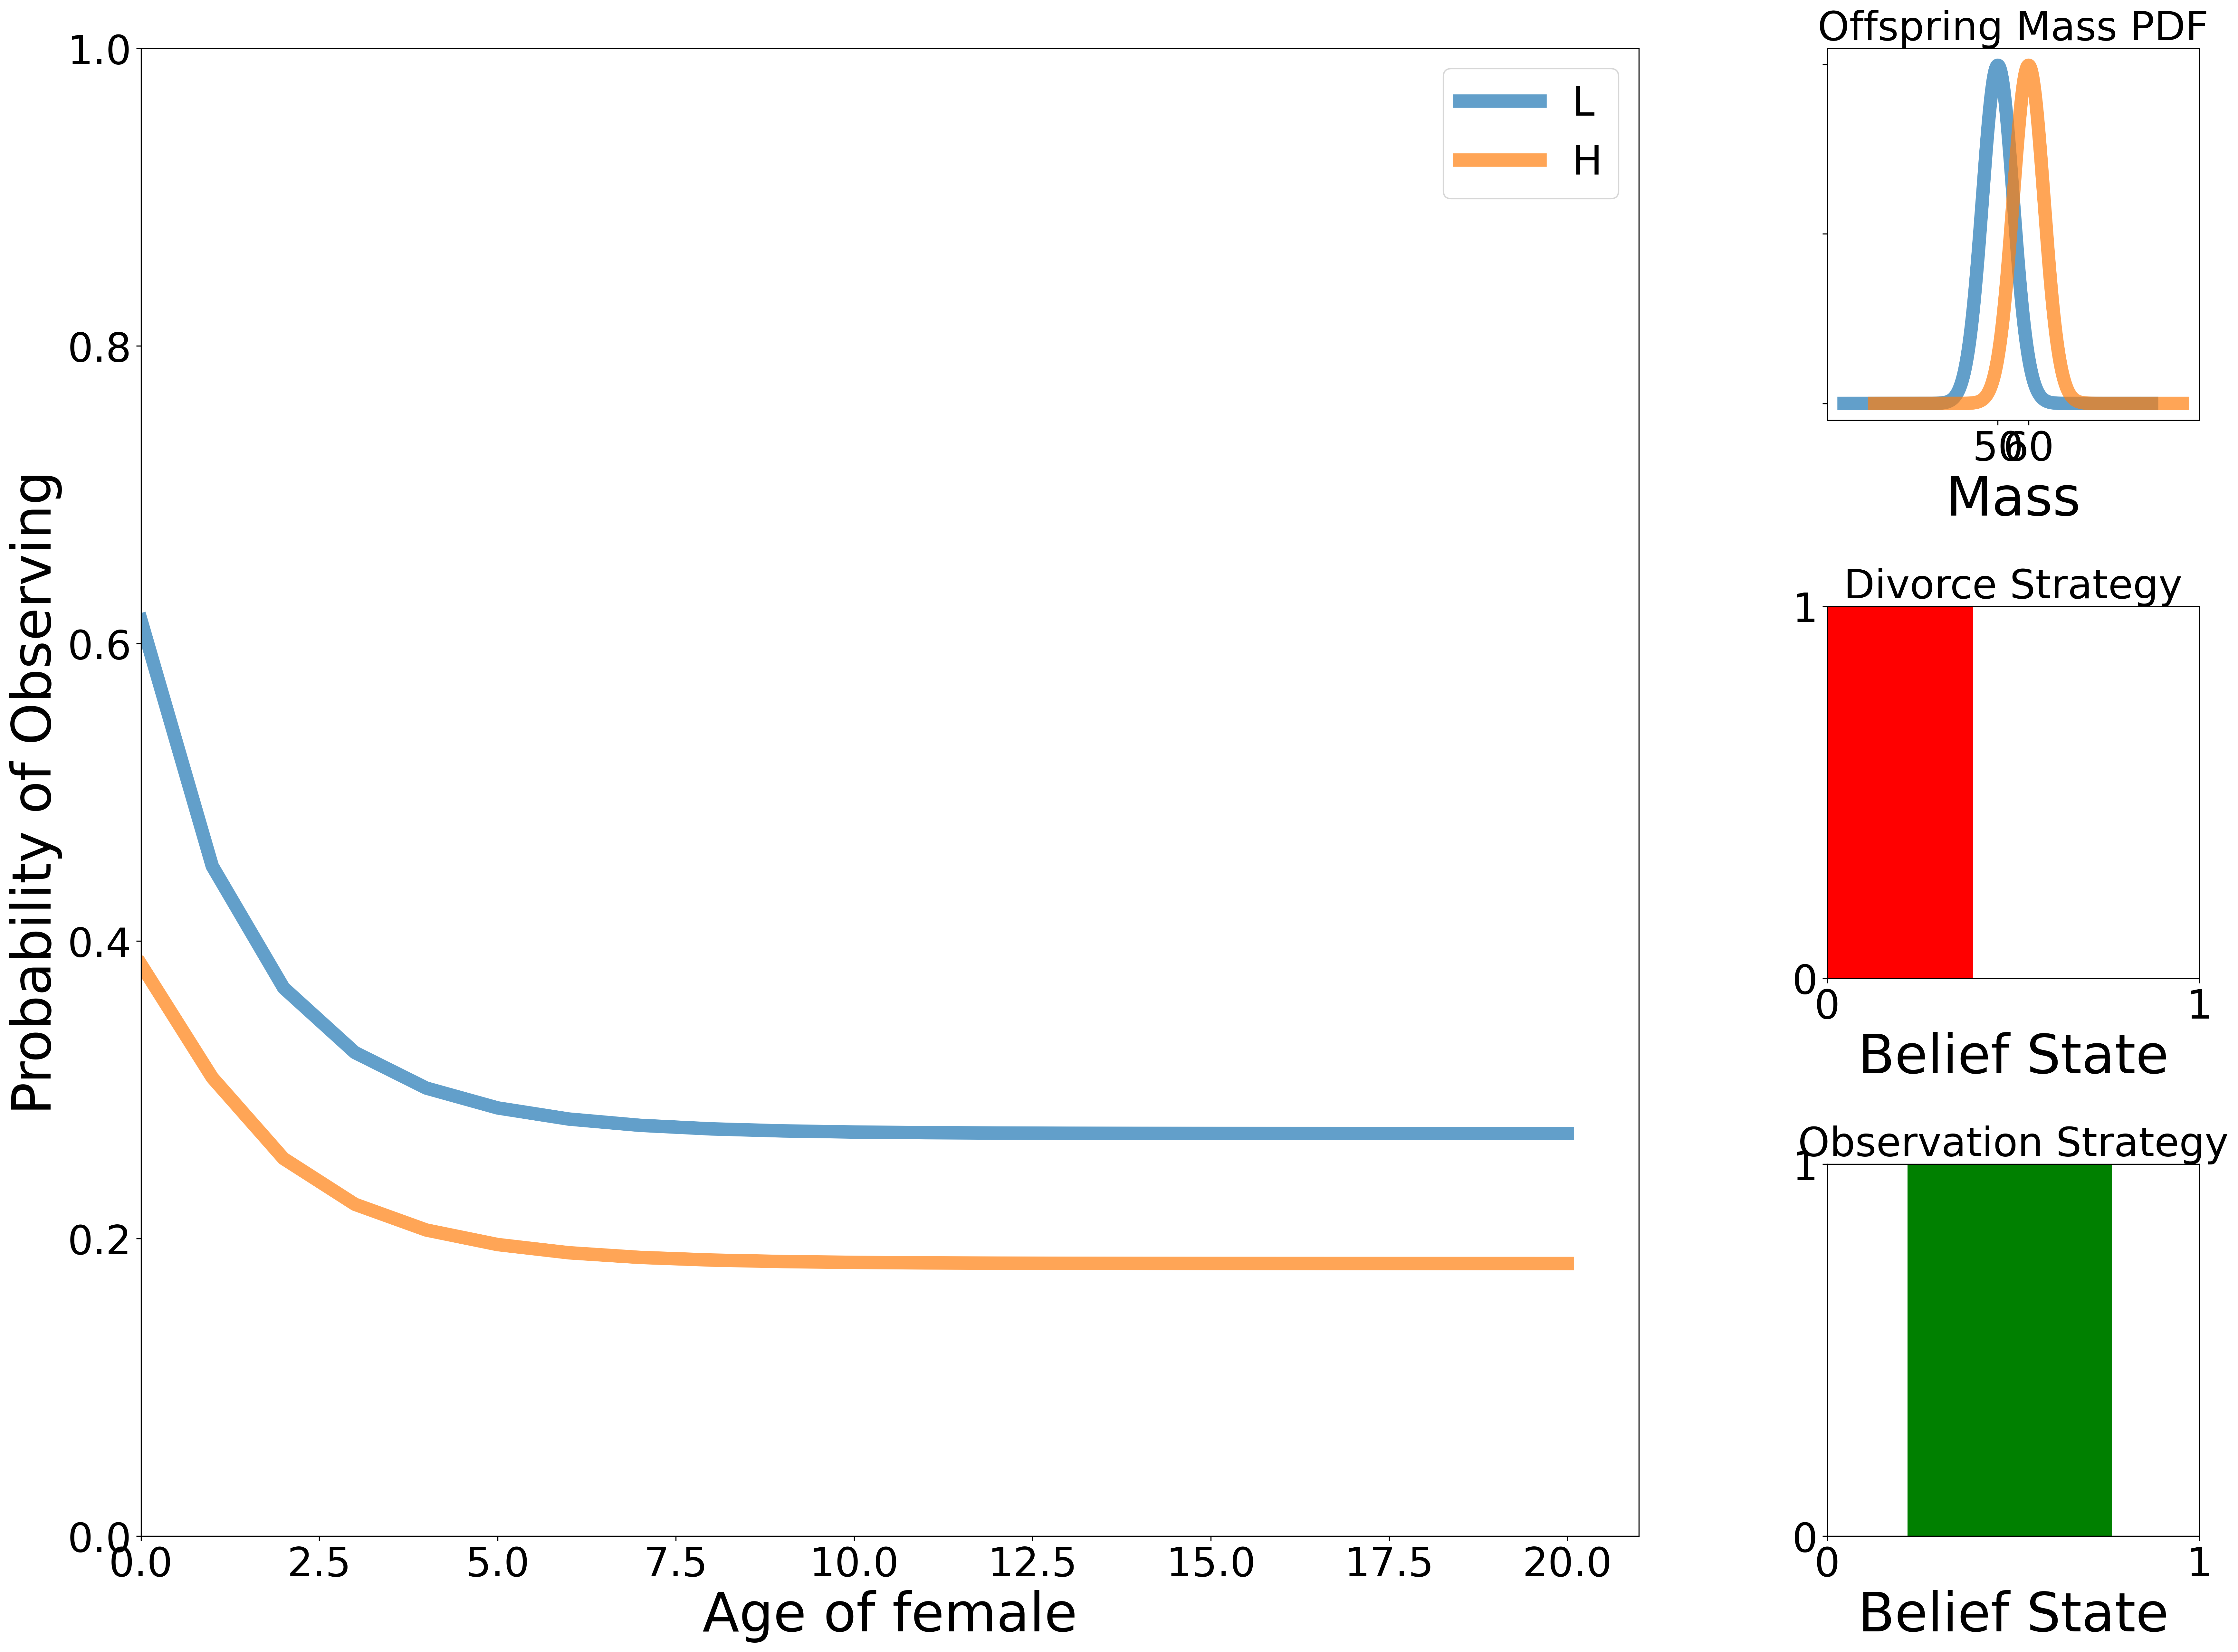 1.0
0.8
0.6
0.4
0.2
0.0
Probability of Observing
0.0 2.5 5.0 7.5 10.0 12.5 15.0 17.5 20.0
Age of female
L
H
Offspring Mass PDF
50 60
Mass
Divorce Strategy
1
0
0 1
Belief State
Observation Strategy
1
0
0 1
Belief State